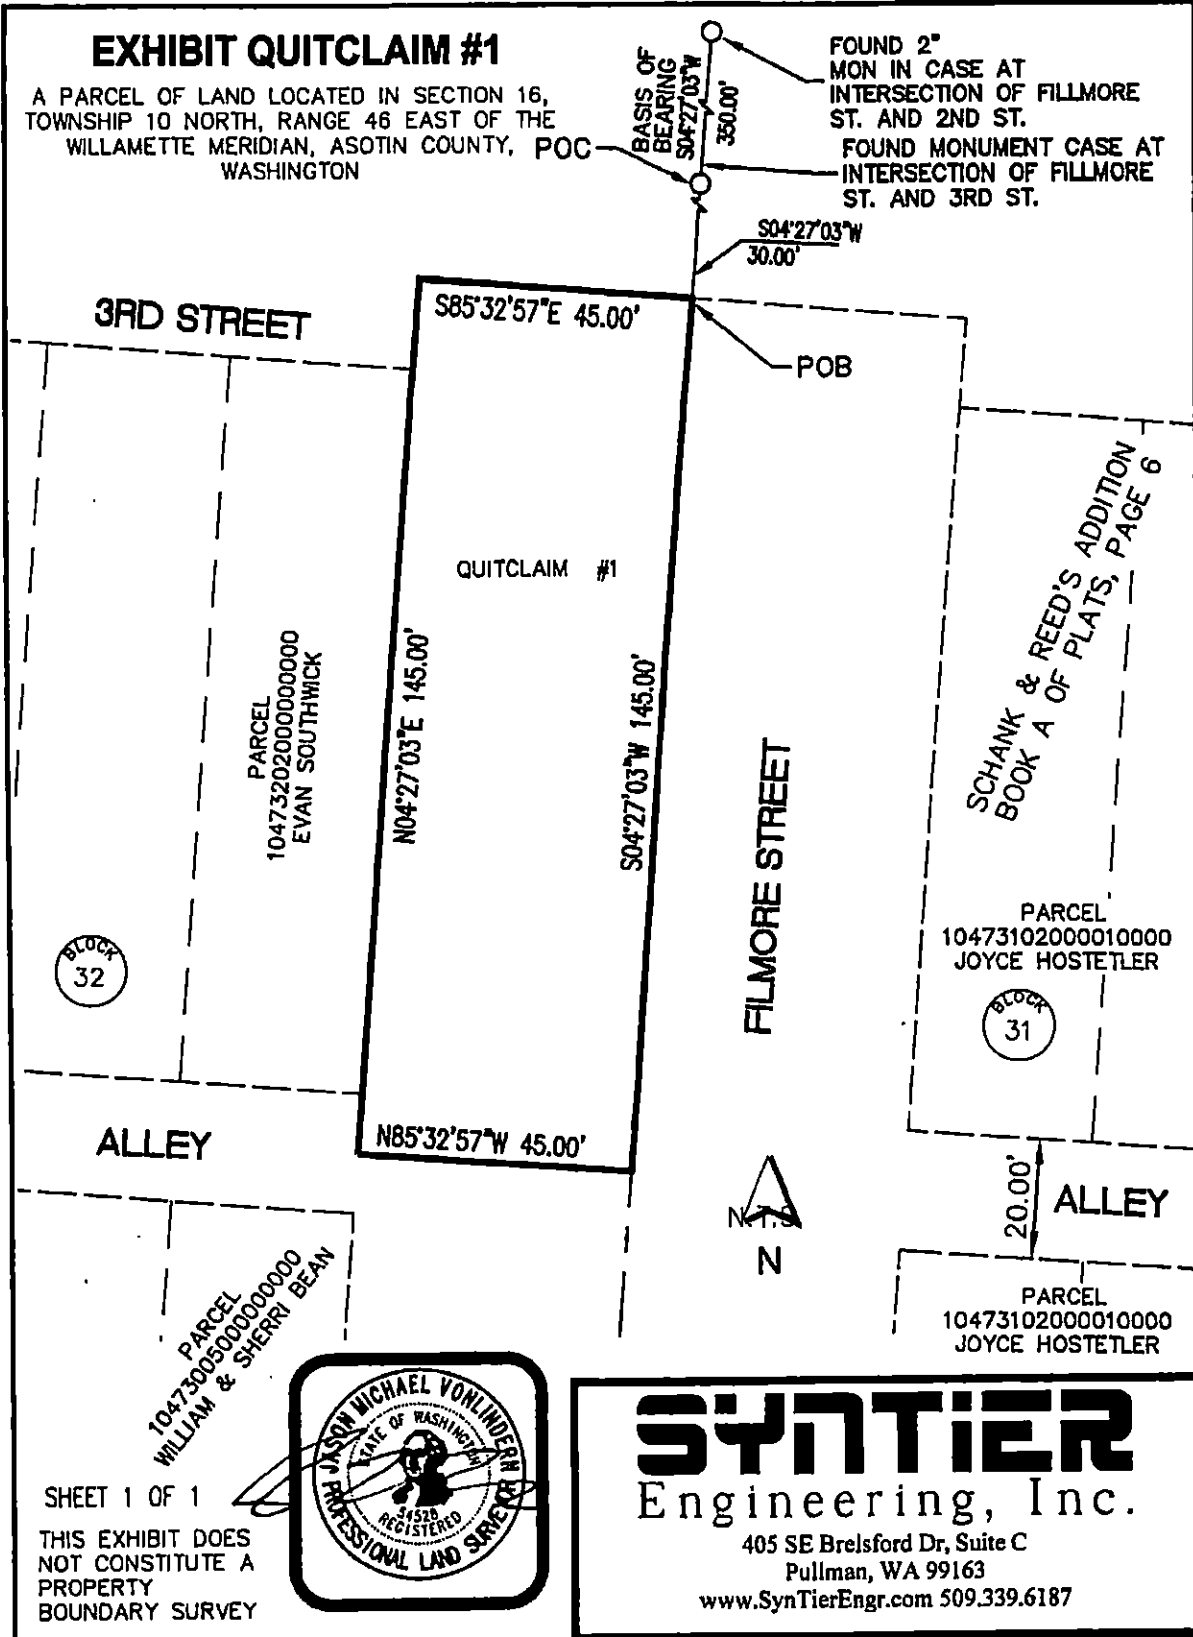 EXHIBIT QUITCLAIM #1
A PARCEL OF LAND LOCATED IN SECTION 16,
TOWNSHIP 10 NORTH, RANGE 46 EAST OF THE
WILLAMETTE MERIDIAN, ASOTIN COUNTY,
WASHINGTON
POC
BASIS OF
BEARING
S04°27'03"W
350.00'
FOUND 2"
MON IN CASE AT
INTERSECTION OF FILLMORE
ST. AND 2ND ST.
FOUND MONUMENT CASE AT
INTERSECTION OF FILLMORE
ST. AND 3RD ST.
S04°27'03"W
30.00'
3RD STREET
S85°32'57"E 45.00'
POB
QUITCLAIM #1
SCHANK & REED'S ADDITION
BOOK A OF PLATS, PAGE 6
PARCEL
10473202000000000
EVAN SOUTHWICK
N04°27'03"E 145.00'
S04°27'03"W 145.00'
FILMORE STREET
PARCEL
10473102000010000
JOYCE HOSTETLER
BLOCK
32
BLOCK
31
ALLEY
N85°32'57"W 45.00'
N.T.S
N
20.00'
ALLEY
PARCEL
10473005000000000
WILLIAM & SHERRI BEAN
PARCEL
10473102000010000
JOYCE HOSTETLER
JASON MICHAEL VONLINDERN
STATE OF WASHINGTON
54528
REGISTERED
PROFESSIONAL LAND SURVEYOR
SHEET 1 OF 1
THIS EXHIBIT DOES
NOT CONSTITUTE A
PROPERTY
BOUNDARY SURVEY
SYNTIER
Engineering, Inc.
405 SE Brelsford Dr, Suite C
Pullman, WA 99163
www.SynTierEngr.com 509.339.6187